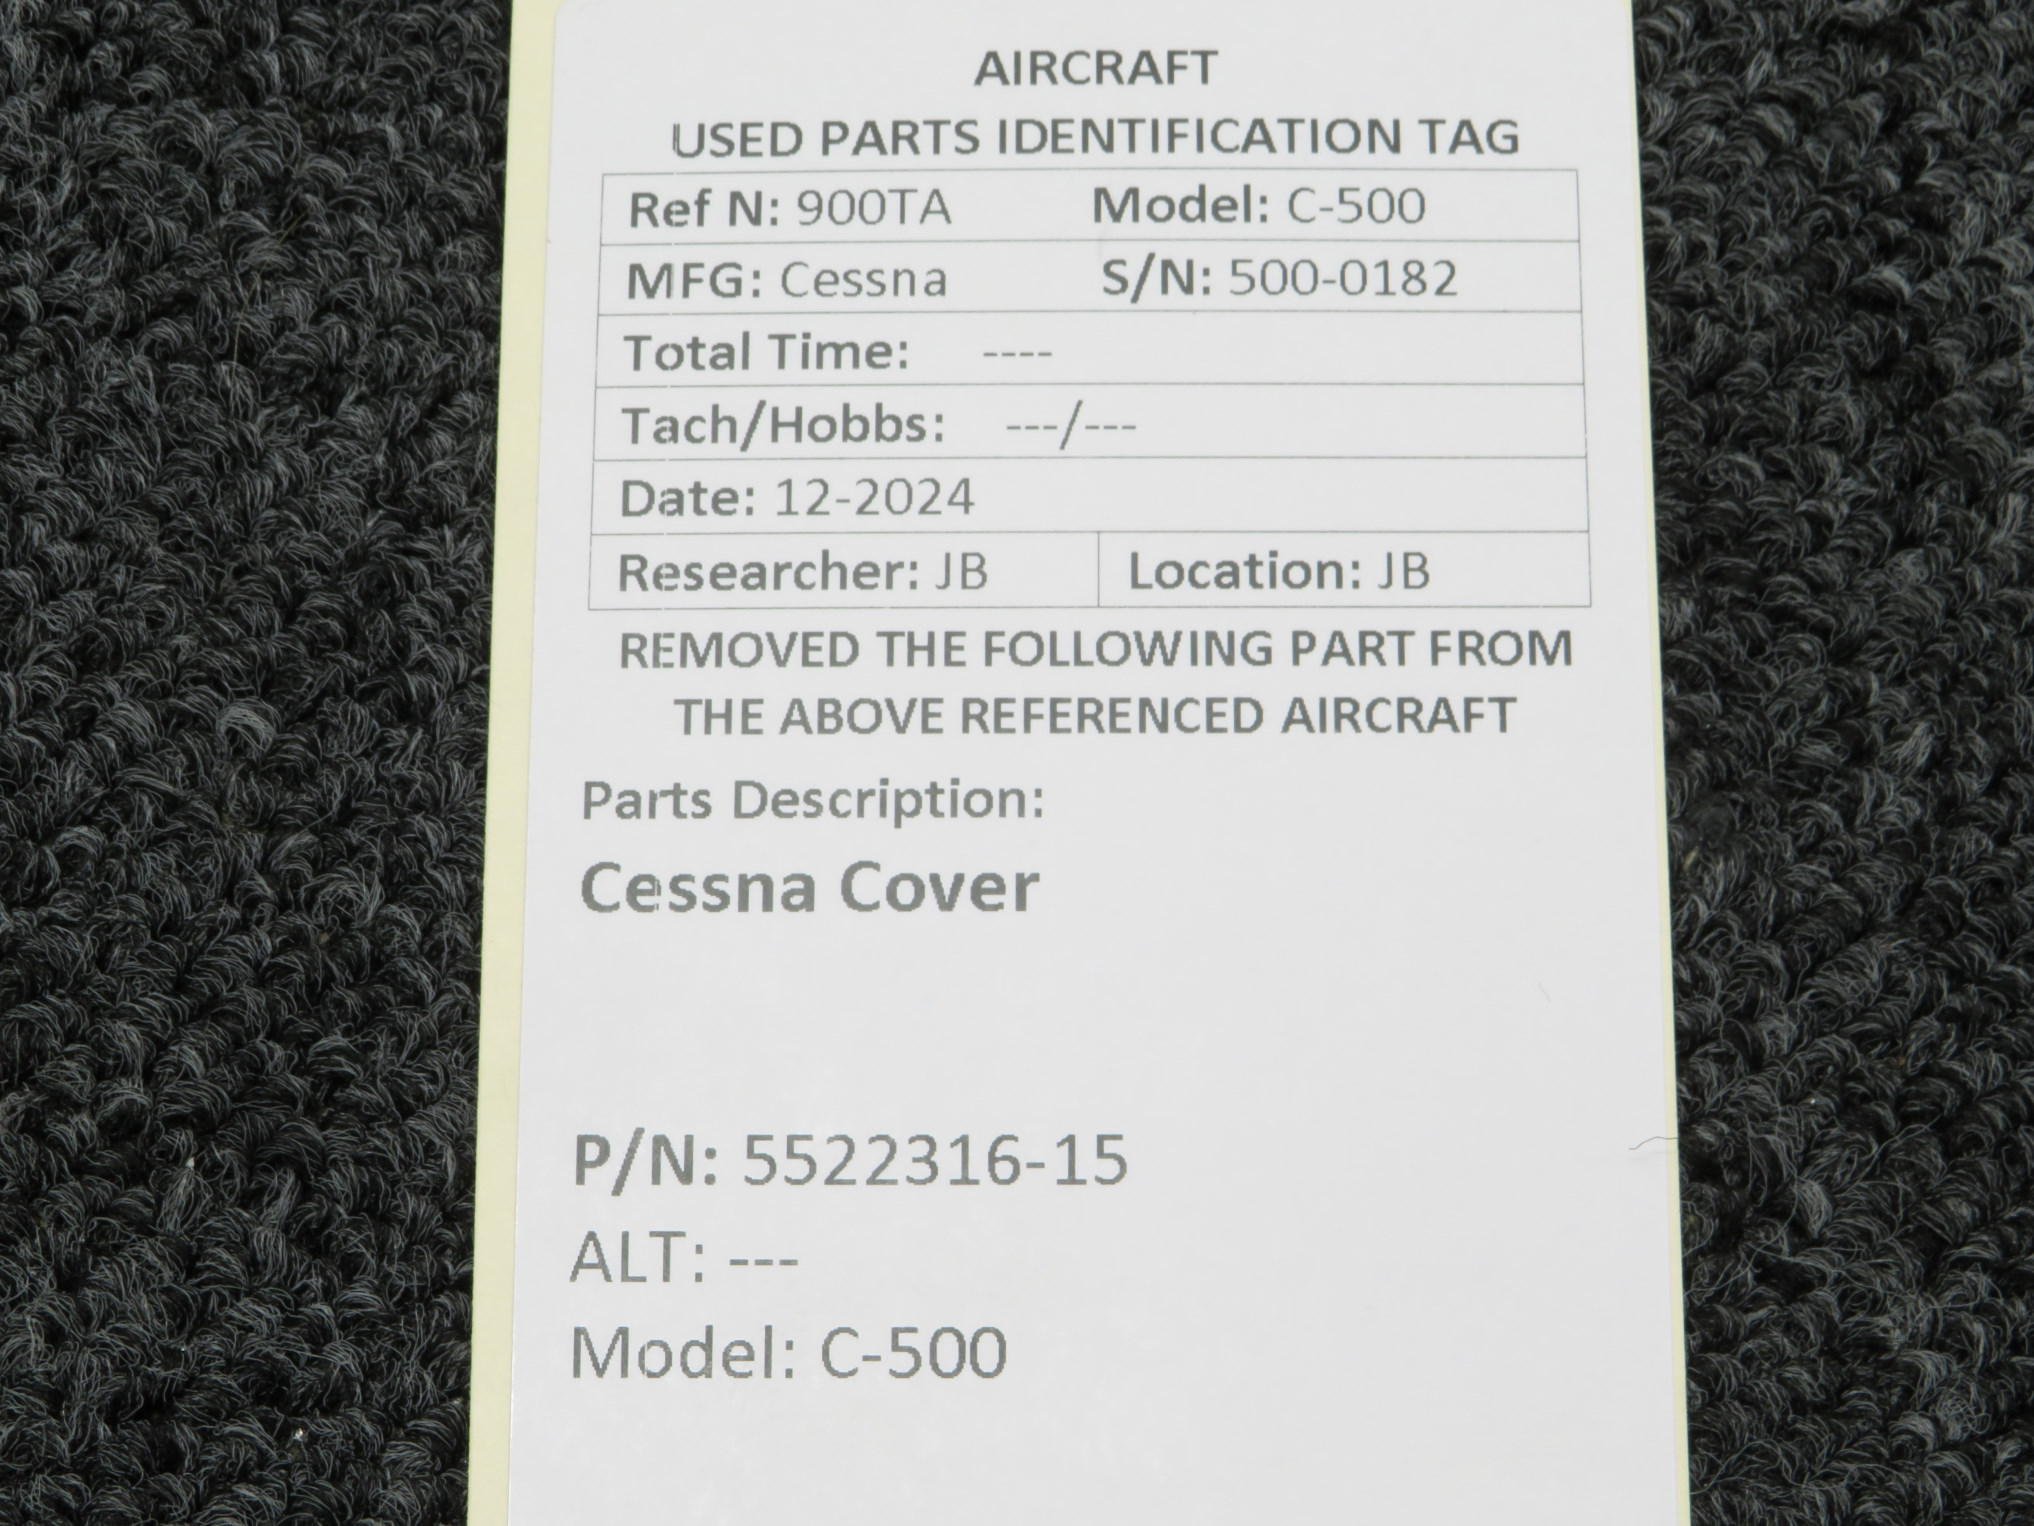 AIRCRAFT
USED PARTS IDENTIFICATION TAG
Ref N: 900TA Model: C-500
MFG: Cessna S/N: 500-0182
Total Time: ----
Tach/Hobbs: ---/---
Date: 12-2024
Researcher: JB Location: JB
REMOVED THE FOLLOWING PART FROM
THE ABOVE REFERENCED AIRCRAFT
Parts Description:
Cessna Cover
P/N: 5522316-15
ALT: ---
Model: C-500